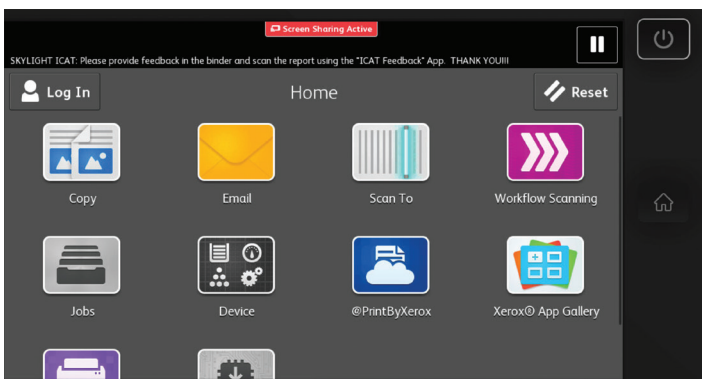 Screen Sharing Active
SKYLIGHT ICAT: Please provide feedback in the binder and scan the report using the "ICAT Feedback" App. THANK YOU!!!
Log In
Home
Reset
Copy
Email
Scan To
Workflow Scanning
Jobs
Device
@PrintByXerox
Xerox® App Gallery